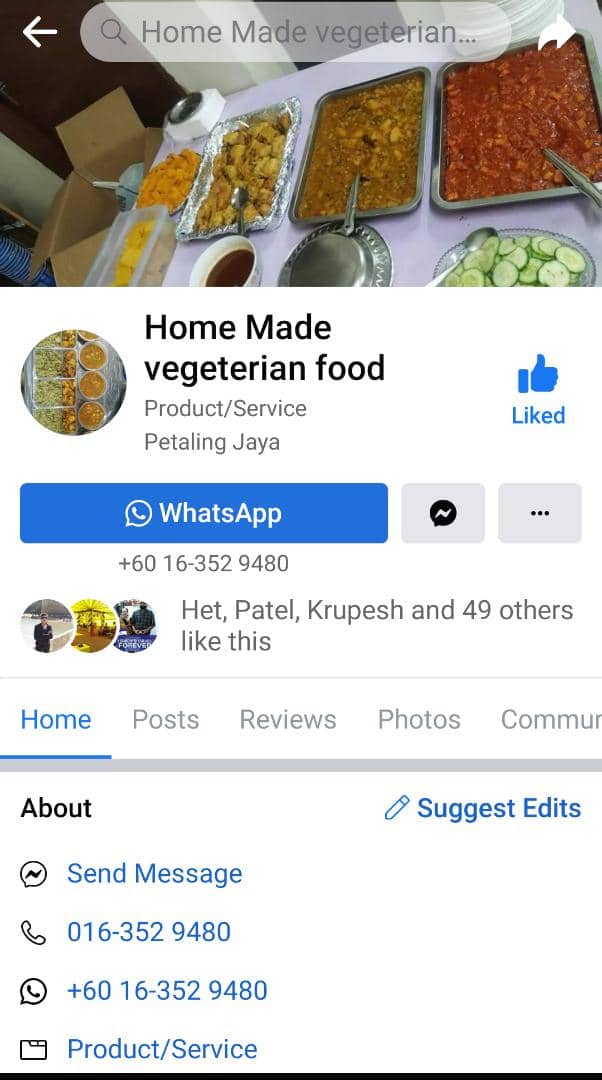 Home Made vegeterian...
Home Made
vegeterian food
Product/Service
Petaling Jaya
Liked
WhatsApp
+60 16-352 9480
Het, Patel, Krupesh and 49 others
like this
FOREVER
Home Posts Reviews Photos Commun
About
Suggest Edits
Send Message
016-352 9480
+60 16-352 9480
Product/Service